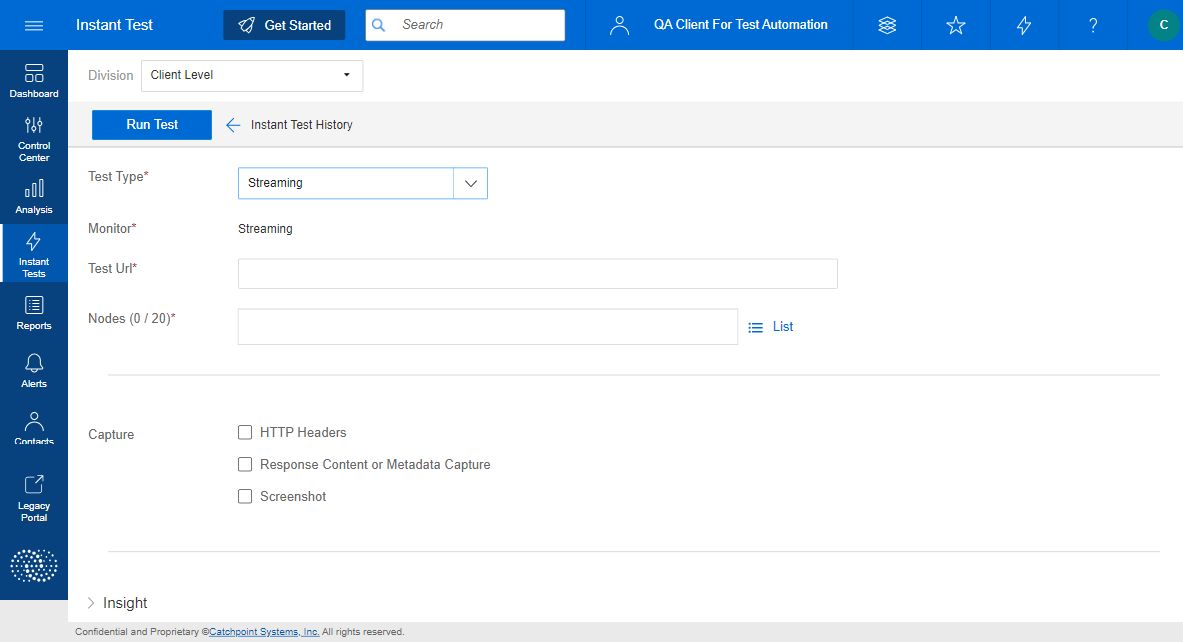 Instant Test
Get Started
Search
QA Client For Test Automation
?
C
Dashboard
Control
Center
Analysis
Instant
Tests
Reports
Alerts
Contacts
Legacy
Portal
Division
Client Level
Run Test
Instant Test History
Test Type*
Streaming
Monitor*
Streaming
Test Url*
Nodes (0 / 20)*
List
Capture
HTTP Headers
Response Content or Metadata Capture
Screenshot
Insight
Confidential and Proprietary ©Catchpoint Systems, Inc. All rights reserved.